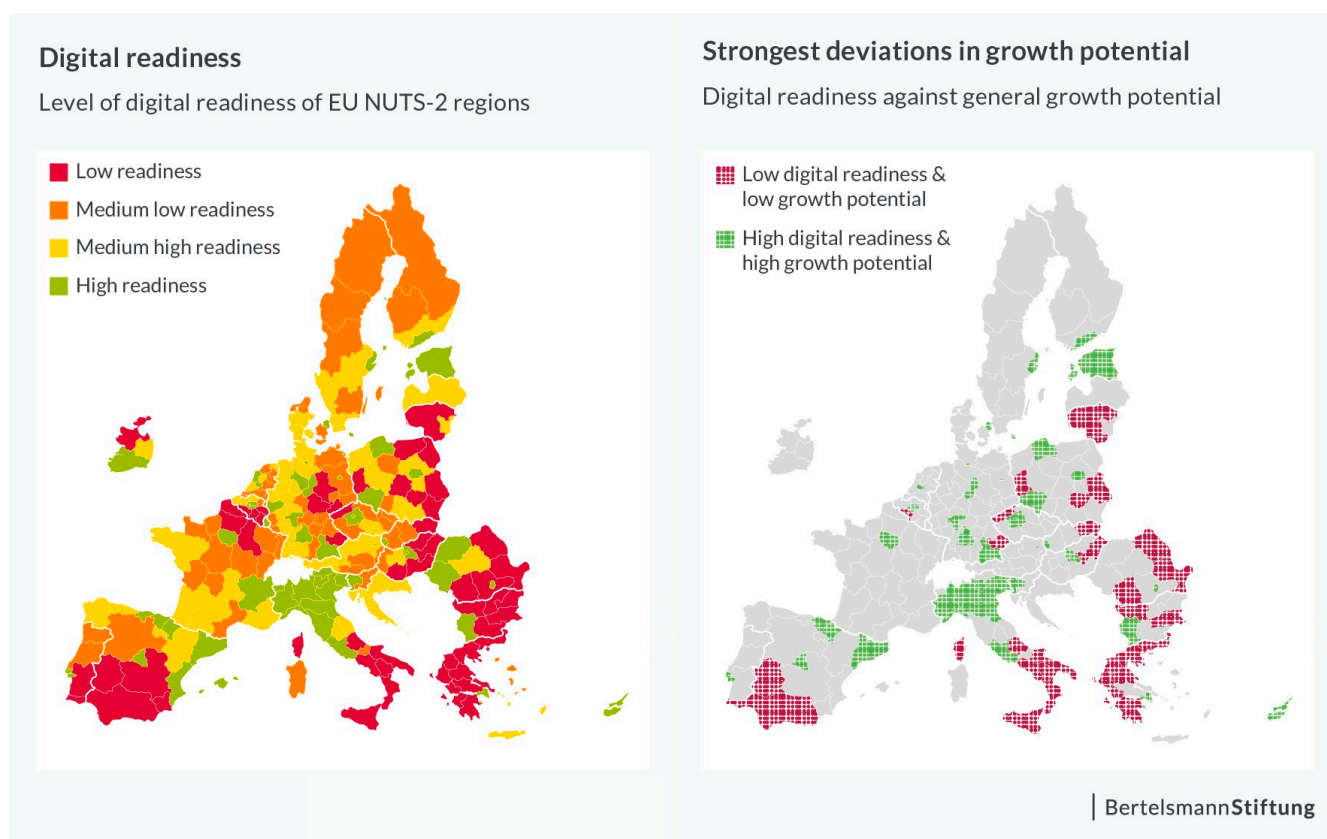 Digital readiness
Level of digital readiness of EU NUTS-2 regions
Low readiness
Medium low readiness
Medium high readiness
High readiness
Strongest deviations in growth potential
Digital readiness against general growth potential
Low digital readiness &
low growth potential
High digital readiness &
high growth potential
BertelsmannStiftung